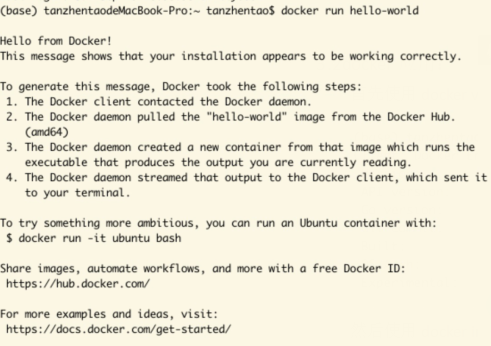 (base) tanzhentaodeMacBook-Pro:~ tanzhentao$ docker run hello-world
Hello from Docker!
This message shows that your installation appears to be working correctly.
To generate this message, Docker took the following steps:
1. The Docker client contacted the Docker daemon.
2. The Docker daemon pulled the "hello-world" image from the Docker Hub.
(amd64)
3. The Docker daemon created a new container from that image which runs the
executable that produces the output you are currently reading.
4. The Docker daemon streamed that output to the Docker client, which sent it
to your terminal.
To try something more ambitious, you can run an Ubuntu container with:
$ docker run -it ubuntu bash
Share images, automate workflows, and more with a free Docker ID:
https://hub.docker.com/
For more examples and ideas, visit:
https://docs.docker.com/get-started/